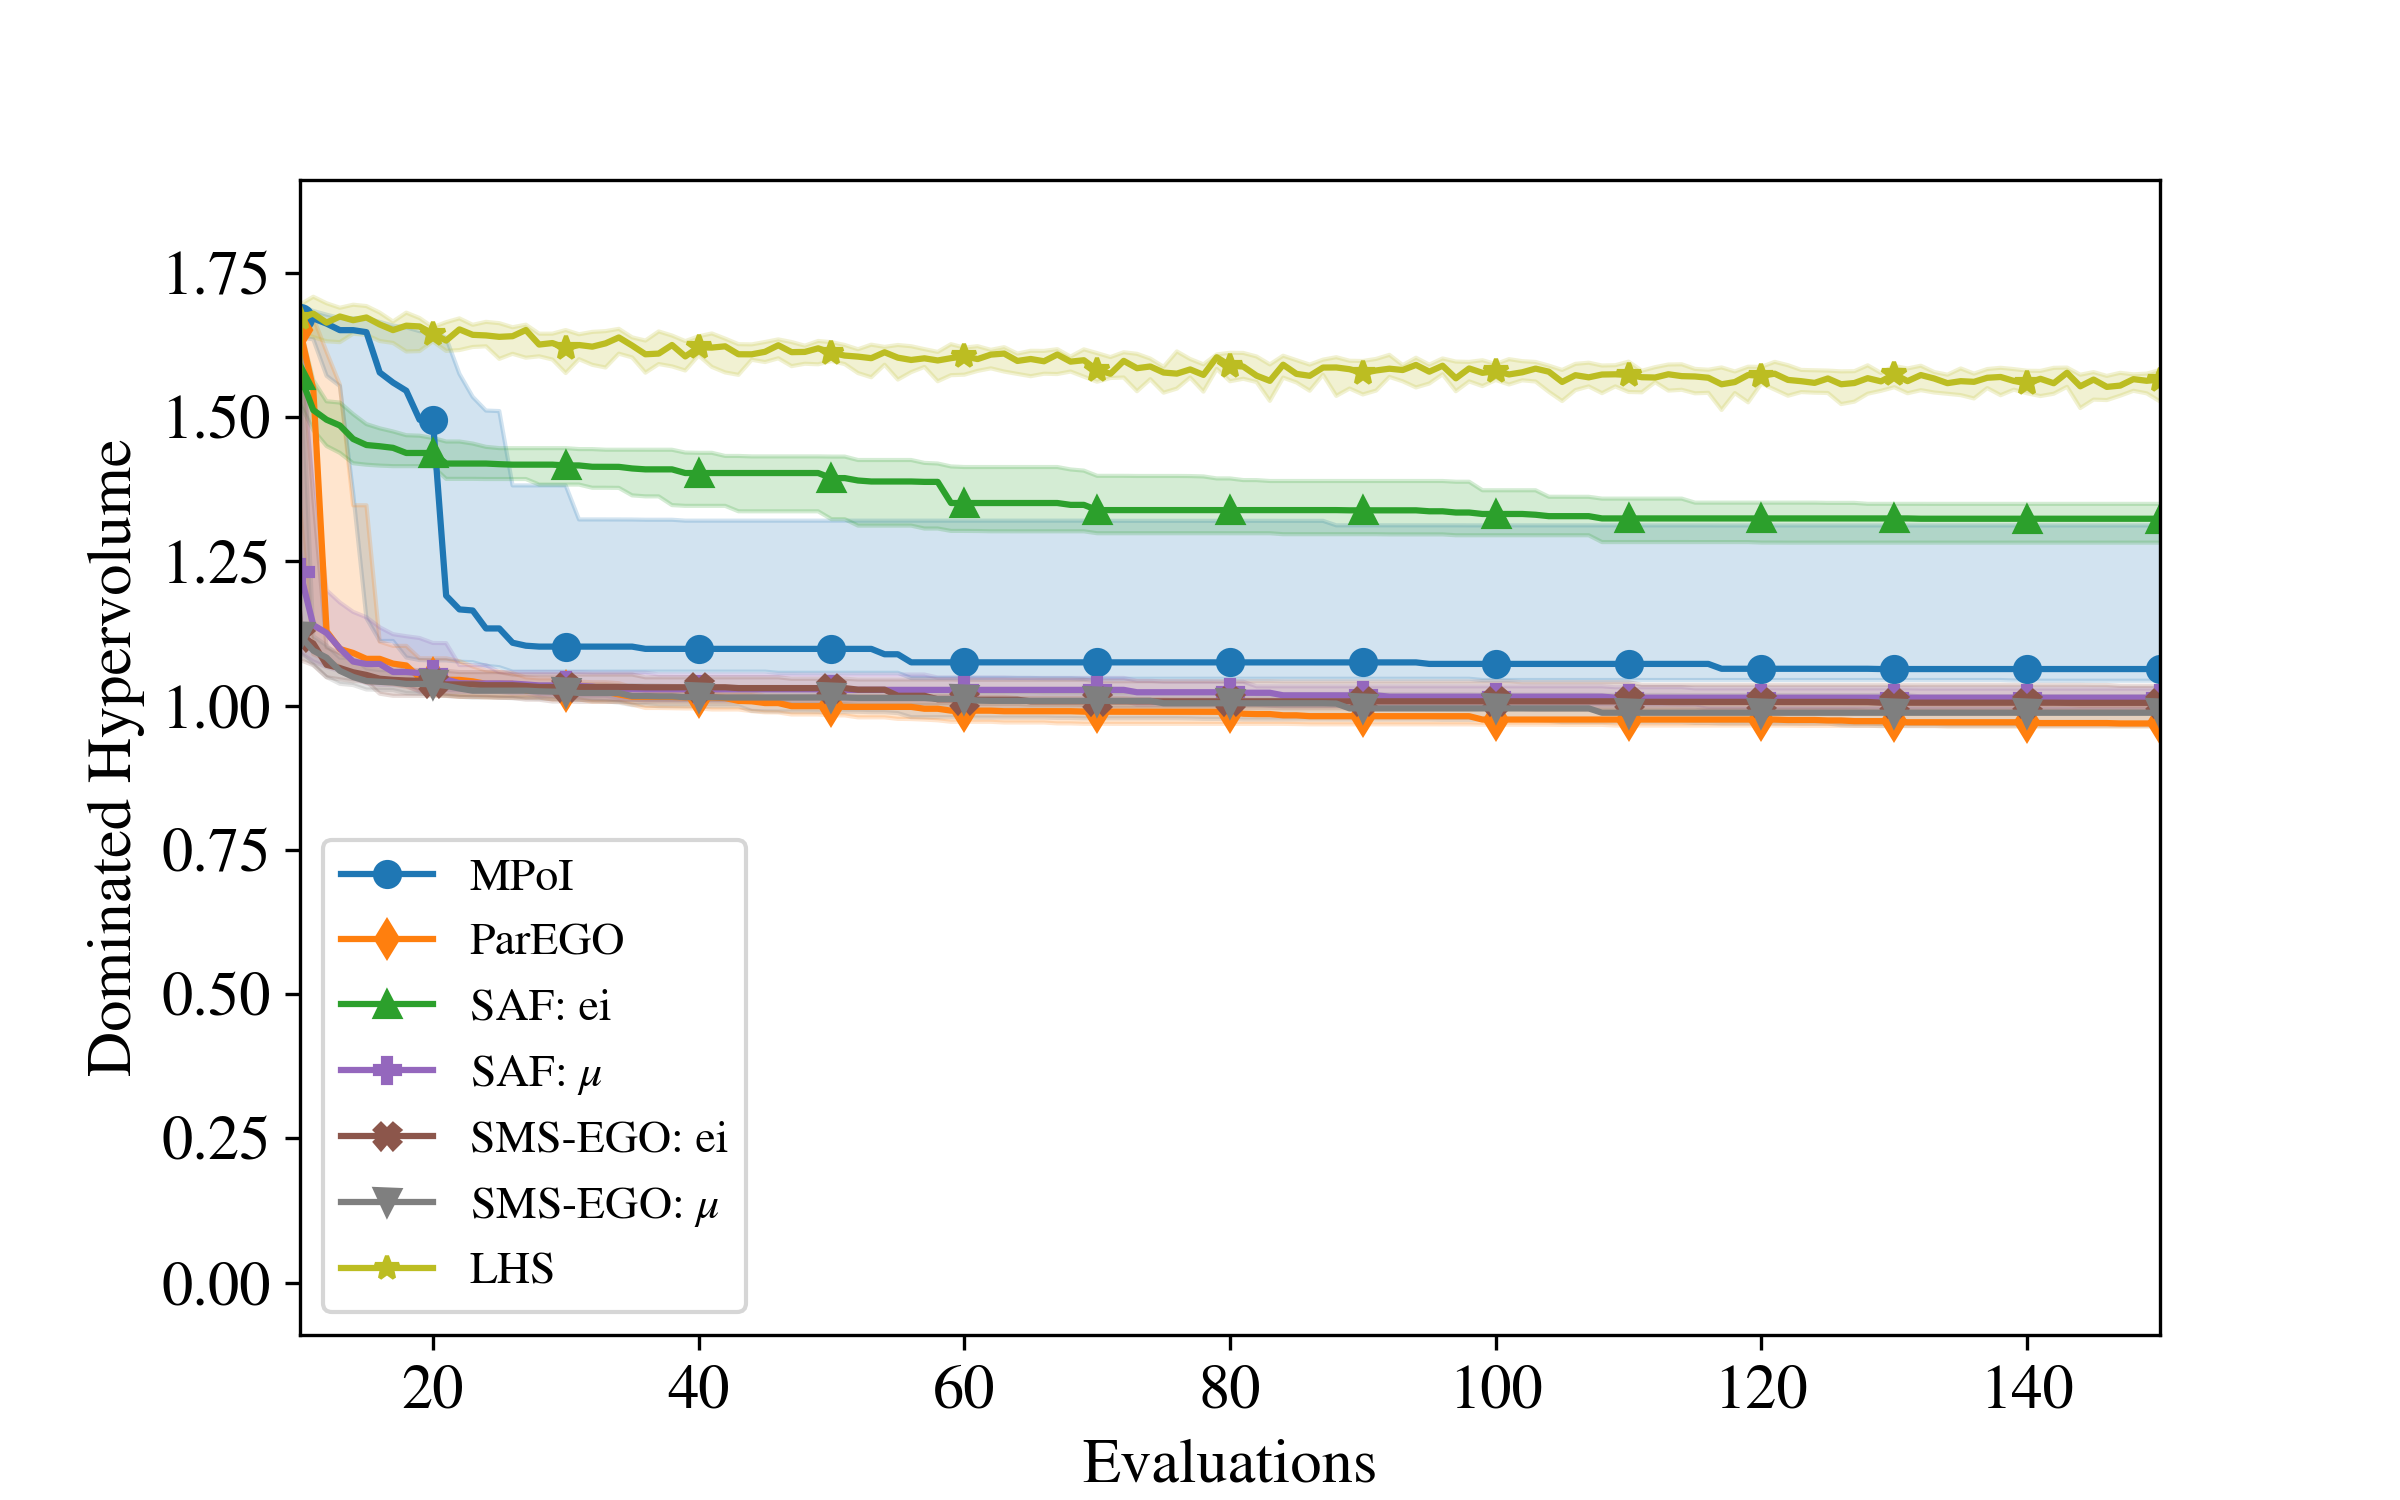 Dominated Hypervolume
1.75
1.50
1.25
1.00
0.75
0.50
0.25
0.00
MPoI
ParEGO
SAF: ei
SAF: μ
SMS-EGO: ei
SMS-EGO: μ
LHS
20 40 60 80 100 120 140
Evaluations